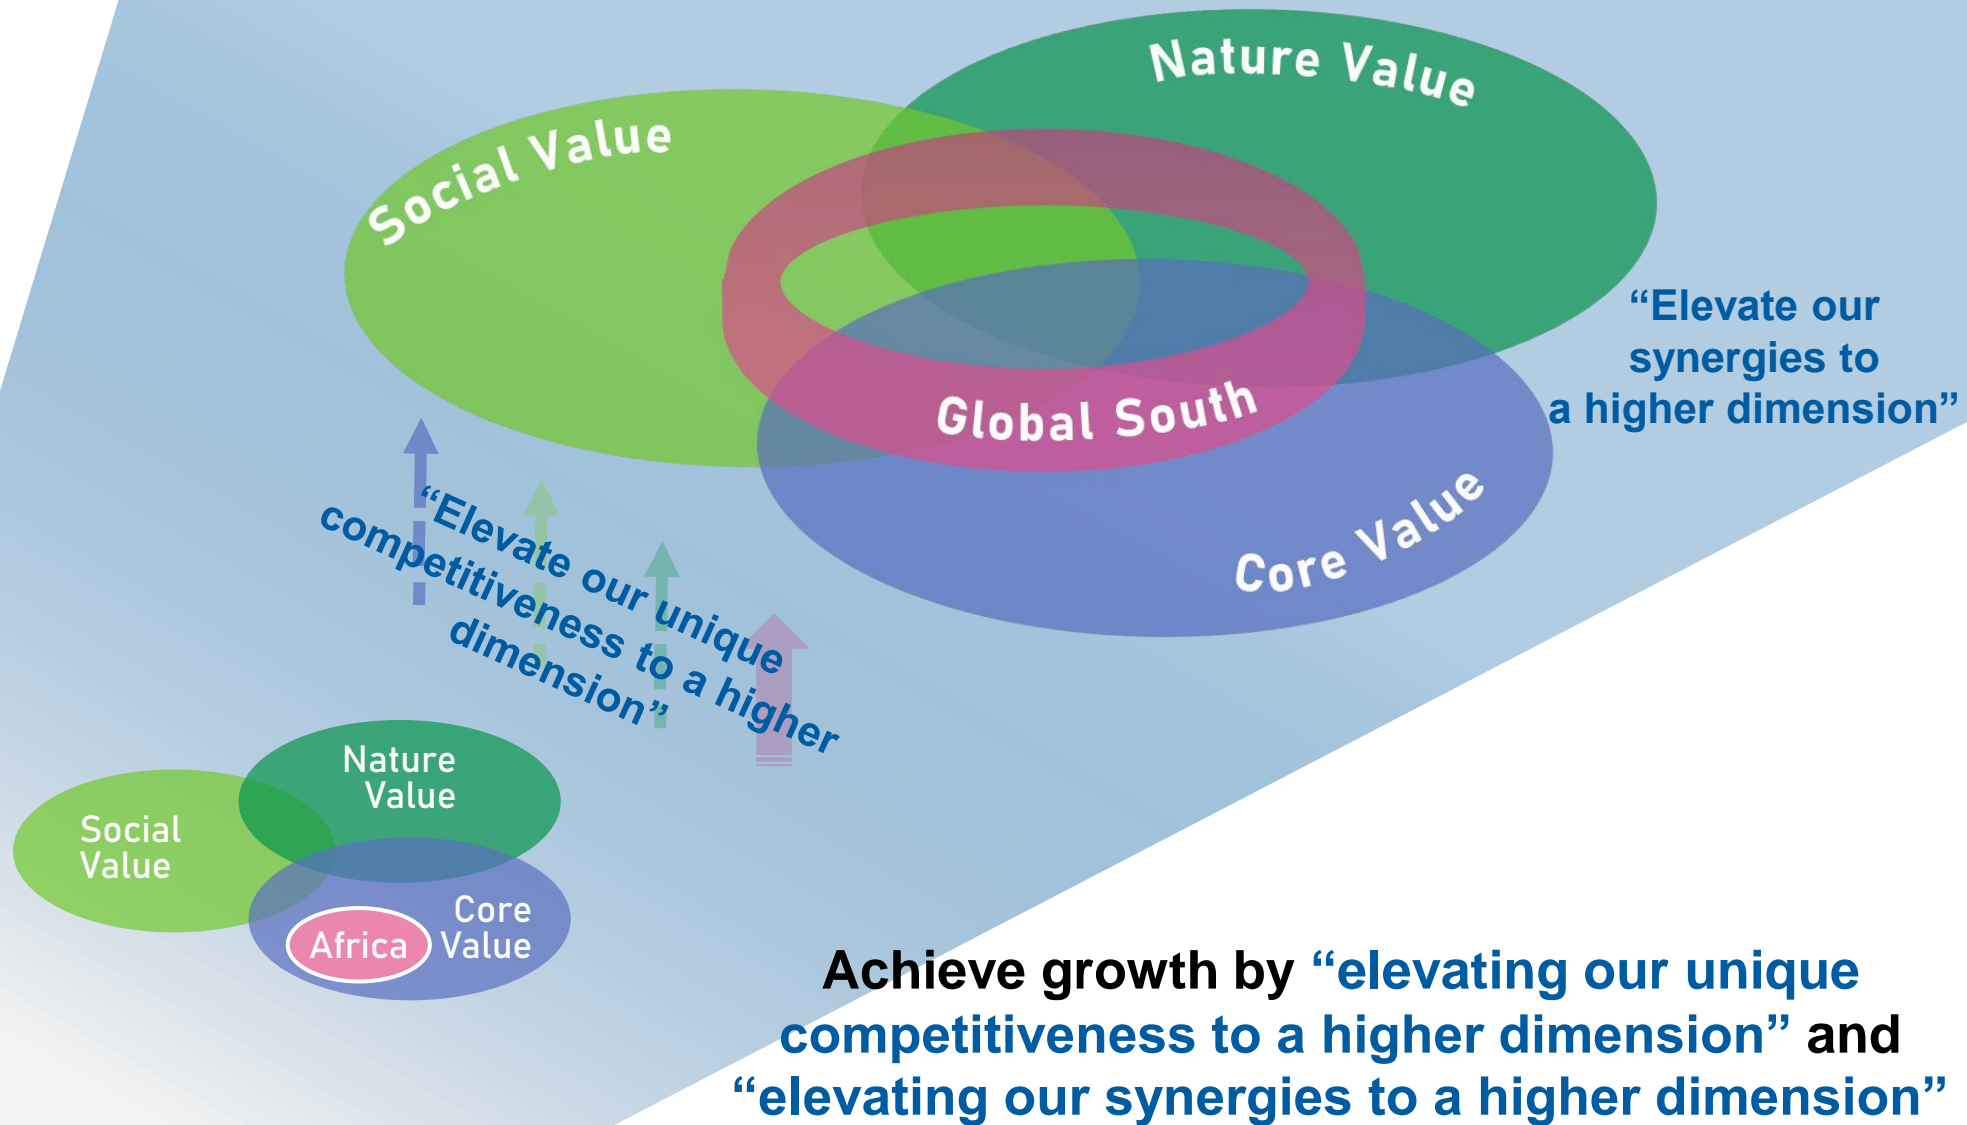 Nature Value
Social Value
“Elevate our
synergies to
a higher dimension”
Global South
Core Value
“Elevate our unique
competitiveness to a higher
dimension”
Nature
Value
Social
Value
Core
Value
Africa
Achieve growth by “elevating our unique
competitiveness to a higher dimension” and
“elevating our synergies to a higher dimension”